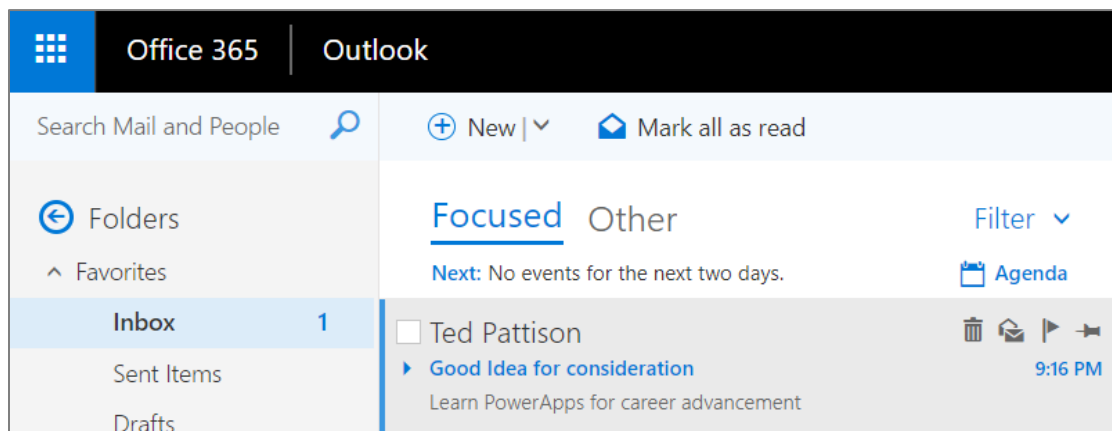 Office 365 Outlook
Search Mail and People
New | Mark all as read
Folders
Focused Other Filter
Favorites
Next: No events for the next two days. Agenda
Inbox 1
Ted Pattison
Sent Items
Good Idea for consideration 9:16 PM
Learn PowerApps for career advancement
Drafts